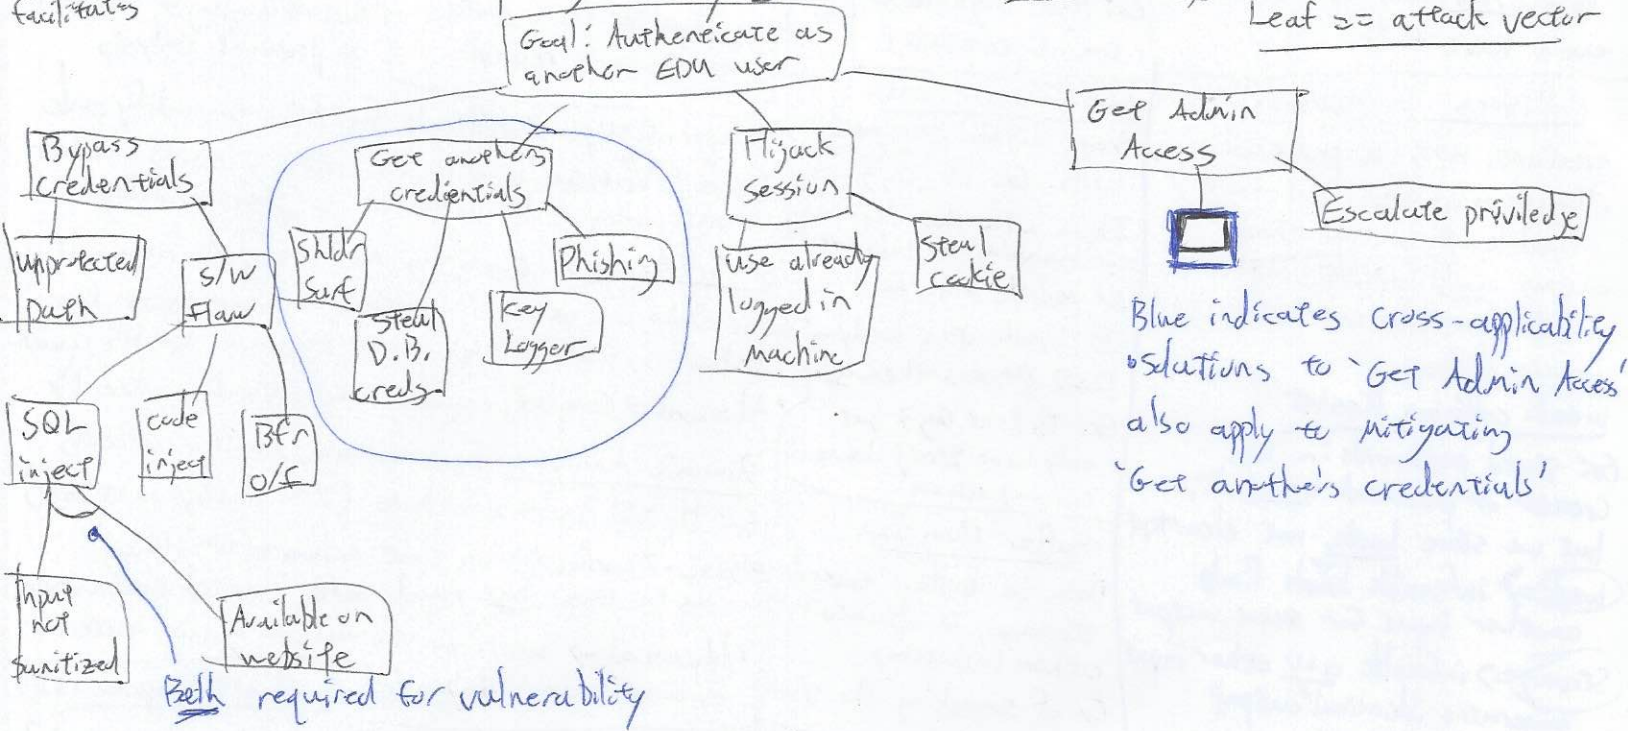 facilitates
Leaf == attack vector
Goal: Authenticate as
another EDU user
Bypass
credentials
Get anothers
credientials
Hijack
session
Get Admin
Access
Escalate priviledge
unprotected
path
S/W
Flaw
Shldr
Surf
Steal
D.B.
creds.
Key
Logger
Phishing
Use already
logged in
Machine
Steal
cookie
Blue indicates cross-applicability
solutions to 'Get Admin Access'
also apply to mitigating
'Get another's credentials'
SQL
inject
code
inject
Bfr
O/F
Input
not
sanitized
Available on
website
Both required for vulnerability